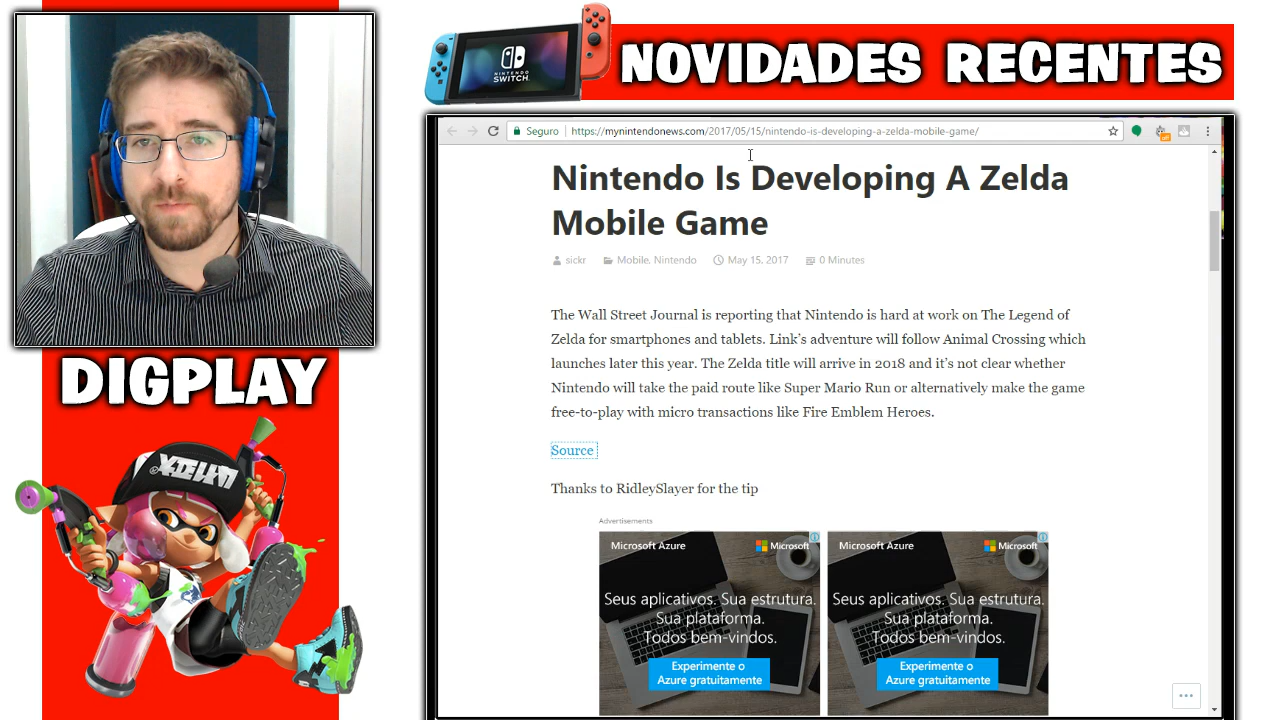 NINTENDO
SWITCH
NOVIDADES RECENTES
Seguro
https://mynintendonews.com/2017/05/15/nintendo-is-developing-a-zelda-mobile-game/
off
Nintendo Is Developing A Zelda
Mobile Game
sickr
Mobile, Nintendo
May 15, 2017
0 Minutes
The Wall Street Journal is reporting that Nintendo is hard at work on The Legend of
Zelda for smartphones and tablets. Link’s adventure will follow Animal Crossing which
launches later this year. The Zelda title will arrive in 2018 and it’s not clear whether
Nintendo will take the paid route like Super Mario Run or alternatively make the game
free-to-play with micro transactions like Fire Emblem Heroes.
Source
Thanks to RidleySlayer for the tip
Advertisements
Microsoft Azure
Microsoft
Seus aplicativos. Sua estrutura.
Sua plataforma.
Todos bem-vindos.
Experimente o
Azure gratuitamente
Microsoft Azure
Microsoft
Seus aplicativos. Sua estrutura.
Sua plataforma.
Todos bem-vindos.
Experimente o
Azure gratuitamente
DIGPLAY